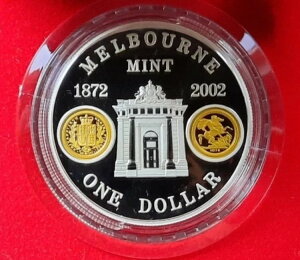 MELBOURNE
MINT
1872 2002
ONE DOLLAR